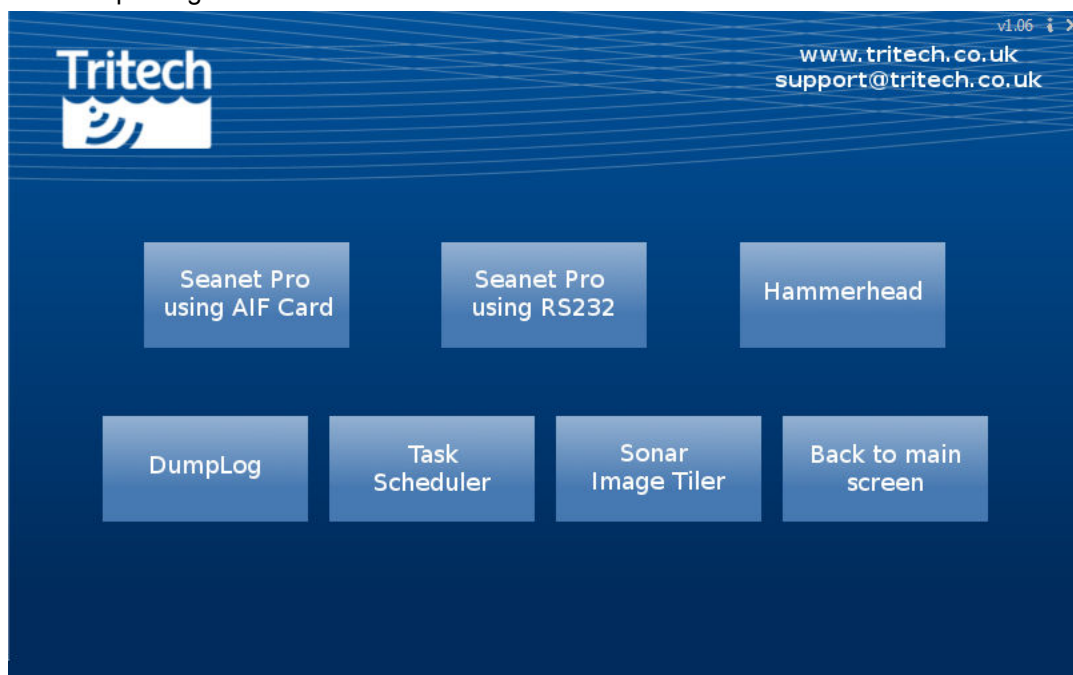 v1.06 i X
Tritech
www.tritech.co.uk
support@tritech.co.uk
Seanet Pro
using AIF Card
Seanet Pro
using RS232
Hammerhead
DumpLog
Task
Scheduler
Sonar
Image Tiler
Back to main
screen